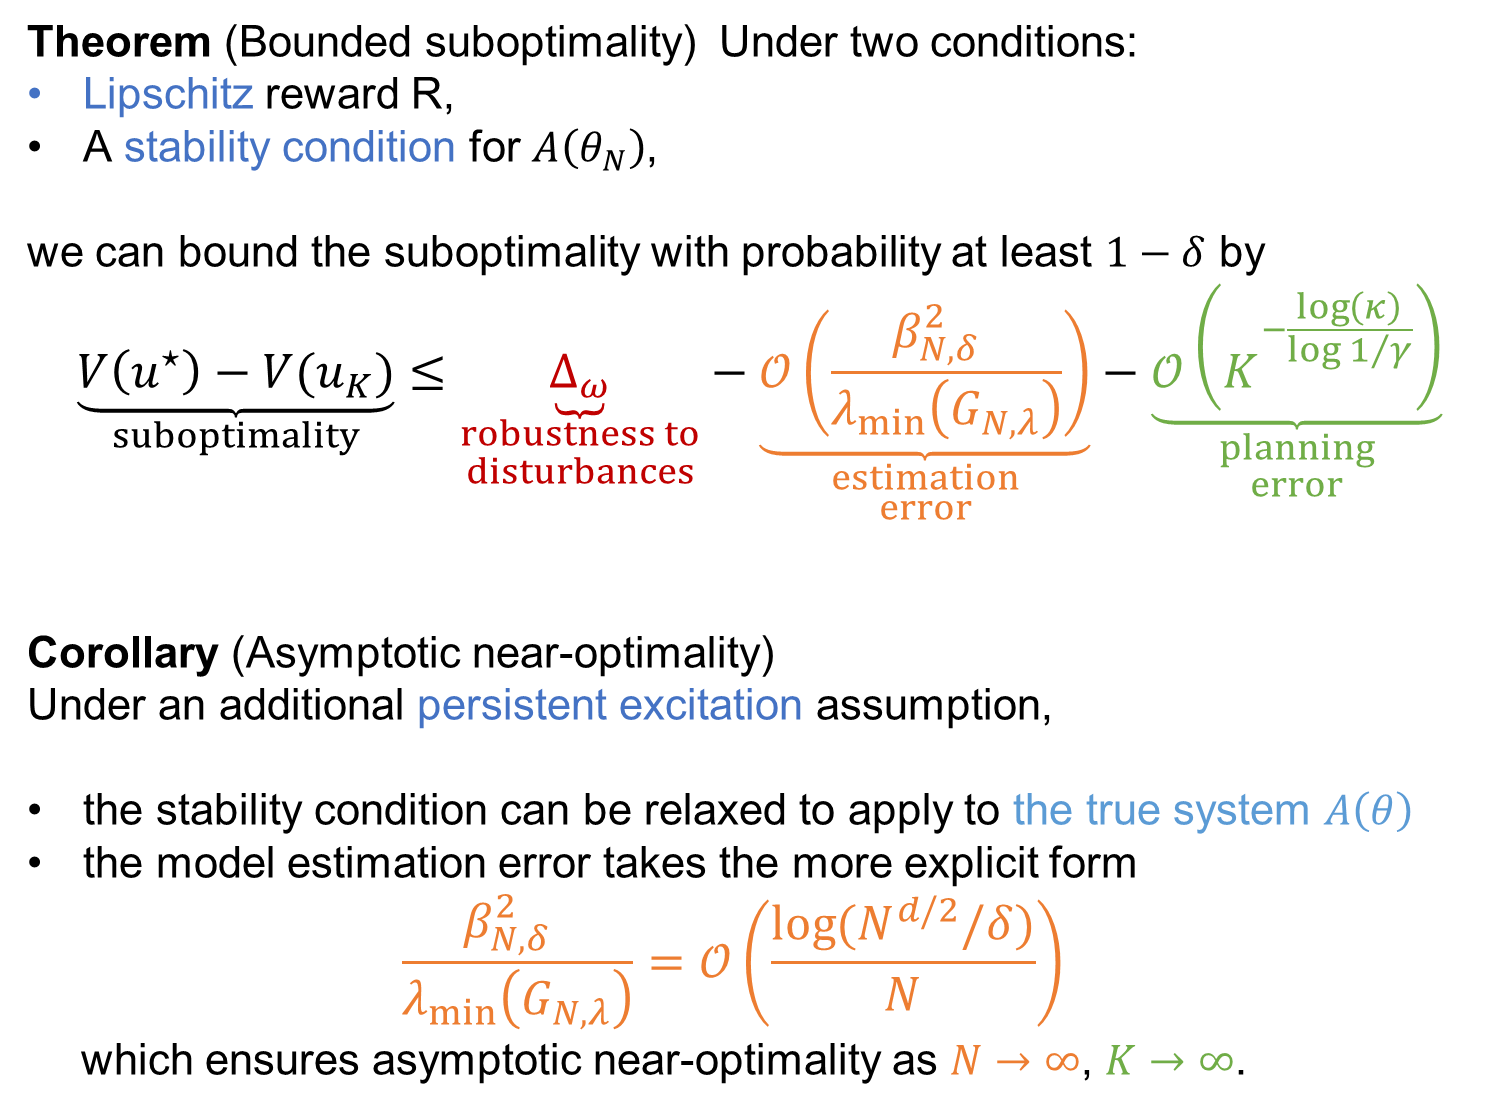 Theorem (Bounded suboptimality)  Under two conditions:
• Lipschitz reward R,
• A stability condition for A(θ_N),
we can bound the suboptimality with probability at least 1 − δ by
V(u⋆) − V(u_K) ≤ Δ_ω − 𝒪(β²_{N,δ} / λ_min(G_{N,λ})) − 𝒪(K^{−log(κ)/log 1/γ})
suboptimality
robustness to
disturbances
estimation
error
planning
error
Corollary (Asymptotic near-optimality)
Under an additional persistent excitation assumption,
• the stability condition can be relaxed to apply to the true system A(θ)
• the model estimation error takes the more explicit form
β²_{N,δ} / λ_min(G_{N,λ}) = 𝒪(log(N^{d/2}/δ) / N)
which ensures asymptotic near-optimality as N → ∞, K → ∞.